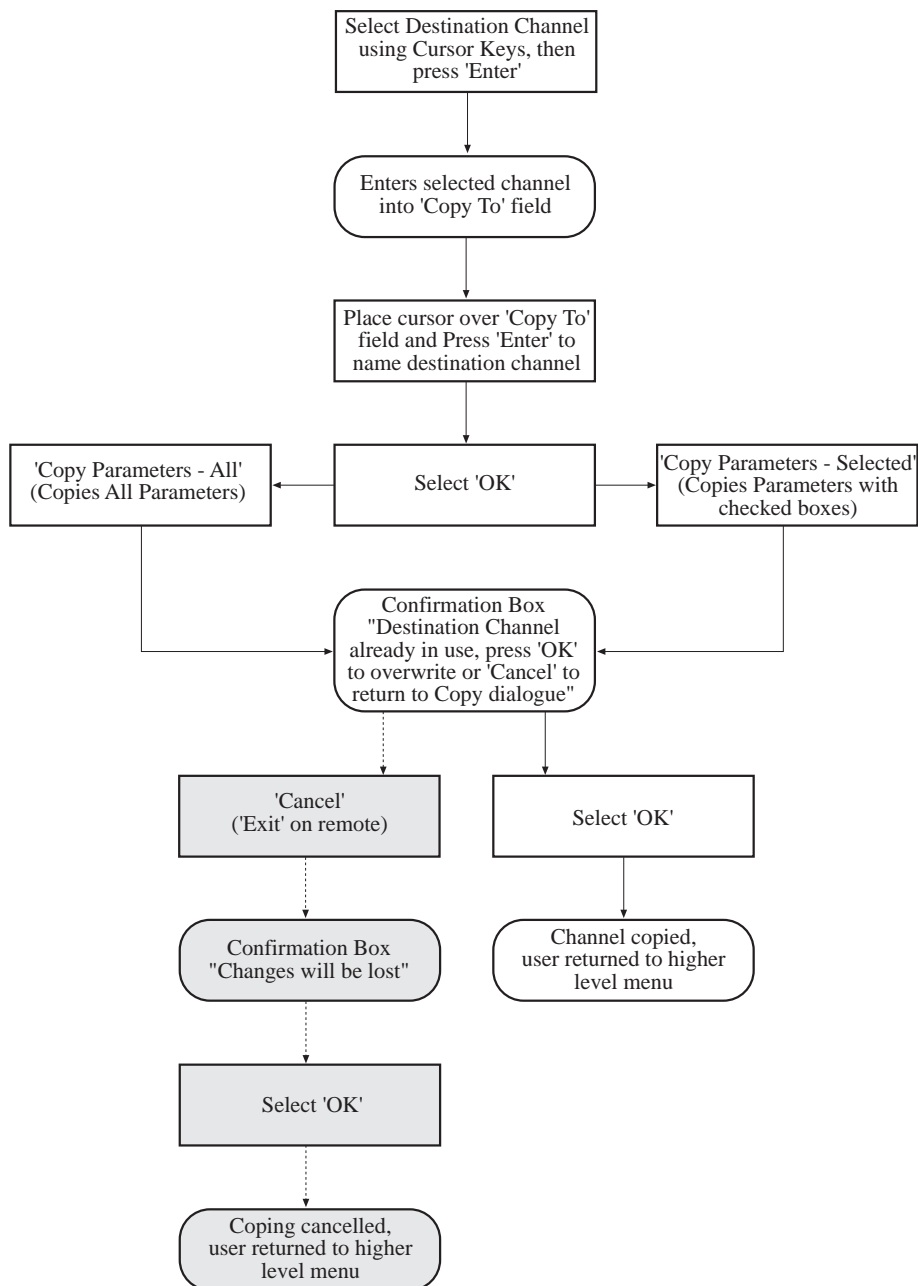 Select Destination Channel
using Cursor Keys, then
press 'Enter'
Enters selected channel
into 'Copy To' field
Place cursor over 'Copy To'
field and Press 'Enter' to
name destination channel
'Copy Parameters - All'
(Copies All Parameters)
Select 'OK'
'Copy Parameters - Selected'
(Copies Parameters with
checked boxes)
Confirmation Box
"Destination Channel
already in use, press 'OK'
to overwrite or 'Cancel' to
return to Copy dialogue"
'Cancel'
('Exit' on remote)
Select 'OK'
Confirmation Box
"Changes will be lost"
Channel copied,
user returned to higher
level menu
Select 'OK'
Coping cancelled,
user returned to higher
level menu